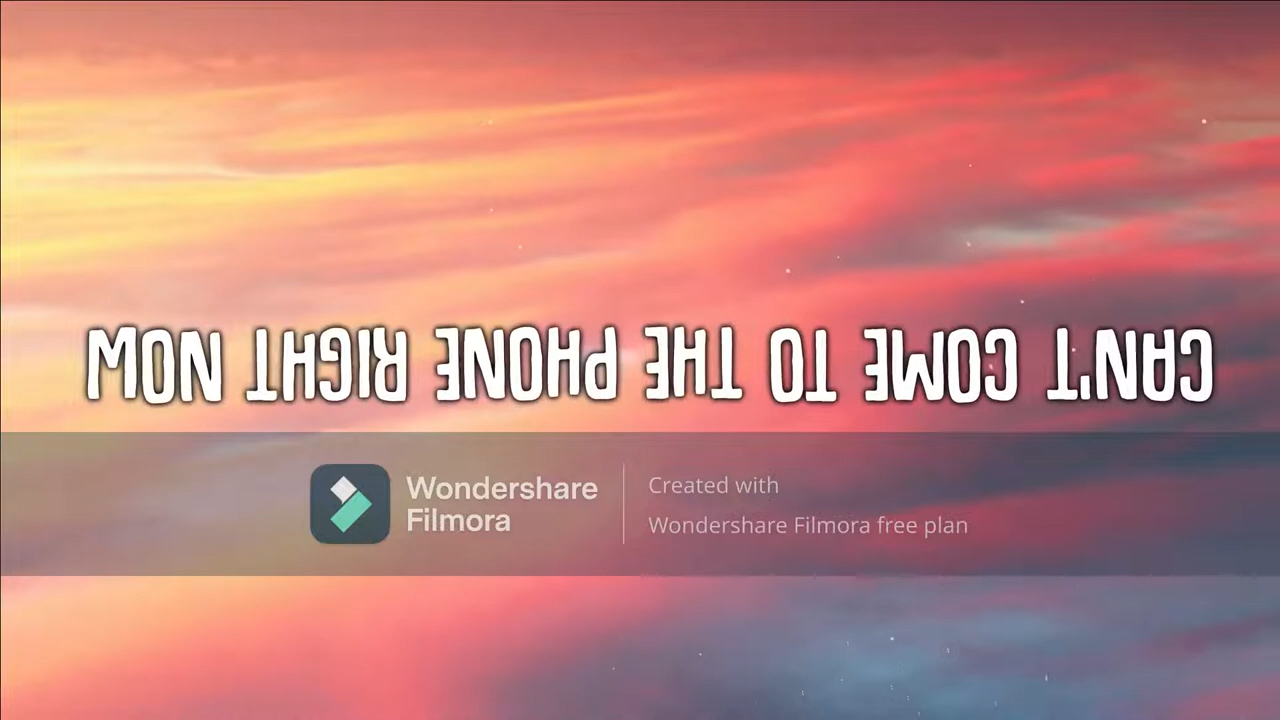 CAN'T COME TO THE PHONE RIGHT NOW
Wondershare
Filmora
Created with
Wondershare Filmora free plan